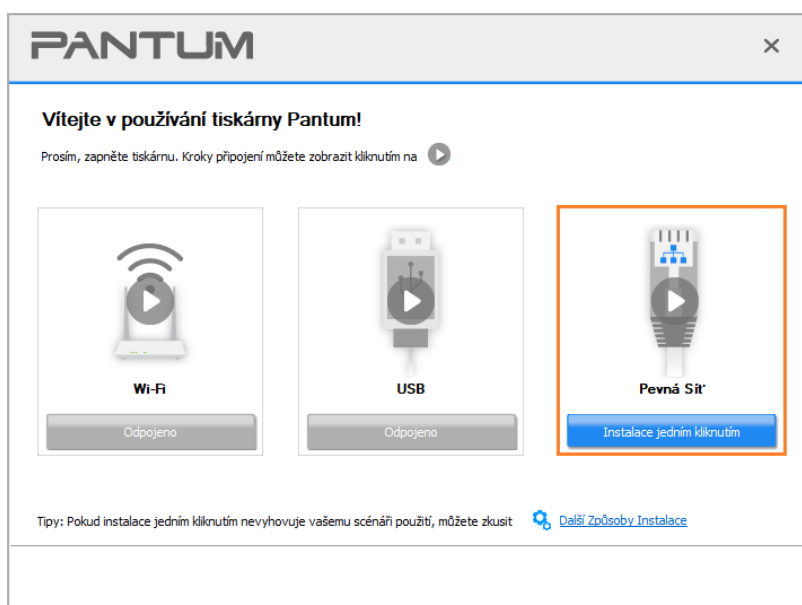 PANTUM
Vítejte v používání tiskárny Pantum!
Prosím, zapněte tiskárnu. Kroky připojení můžete zobrazit kliknutím na
Wi-Fi
USB
Pevná Síť
Odpojeno
Odpojeno
Instalace jedním kliknutím
Tipy: Pokud instalace jedním kliknutím nevyhovuje vašemu scénáři použití, můžete zkusit Další Způsoby Instalace